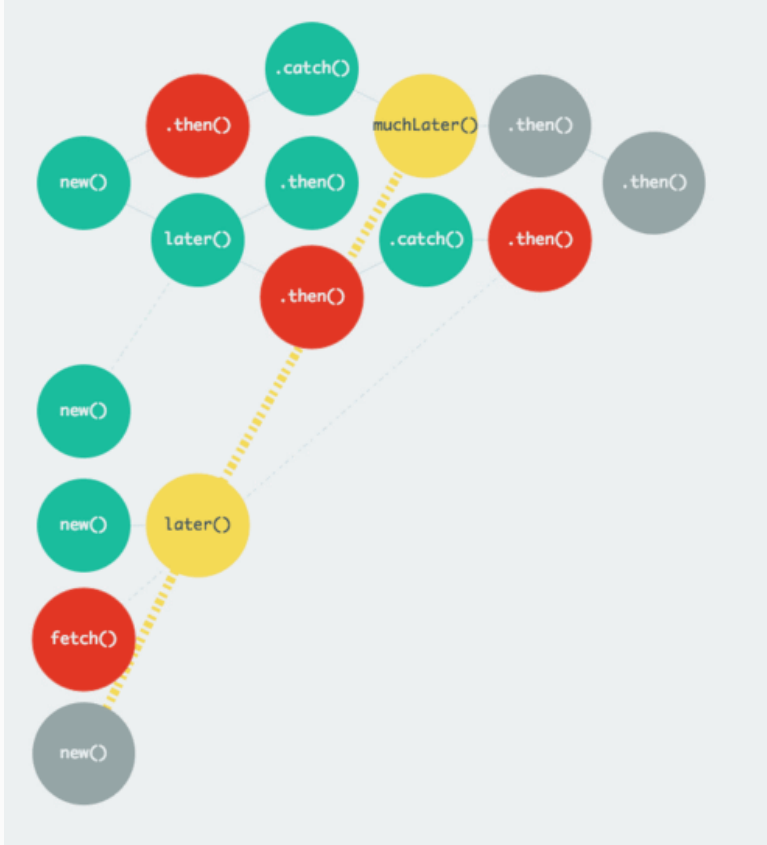 .catch()
.then()
muchLater()
.then()
new()
.then()
.then()
later()
.catch()
.then()
.then()
new()
new()
later()
fetch()
new()